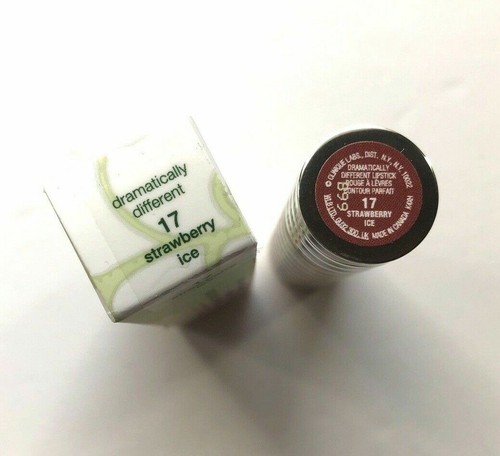 dramatically
different
17
strawberry
ice
© CLINIQUE LABS., DIST. N.Y., N.Y. 10022
DRAMATICALLY
DIFFERENT LIPSTICK
ROUGE À LÈVRES
CONTOUR PARFAIT
17
STRAWBERRY
ICE
MADE IN CANADA
B99